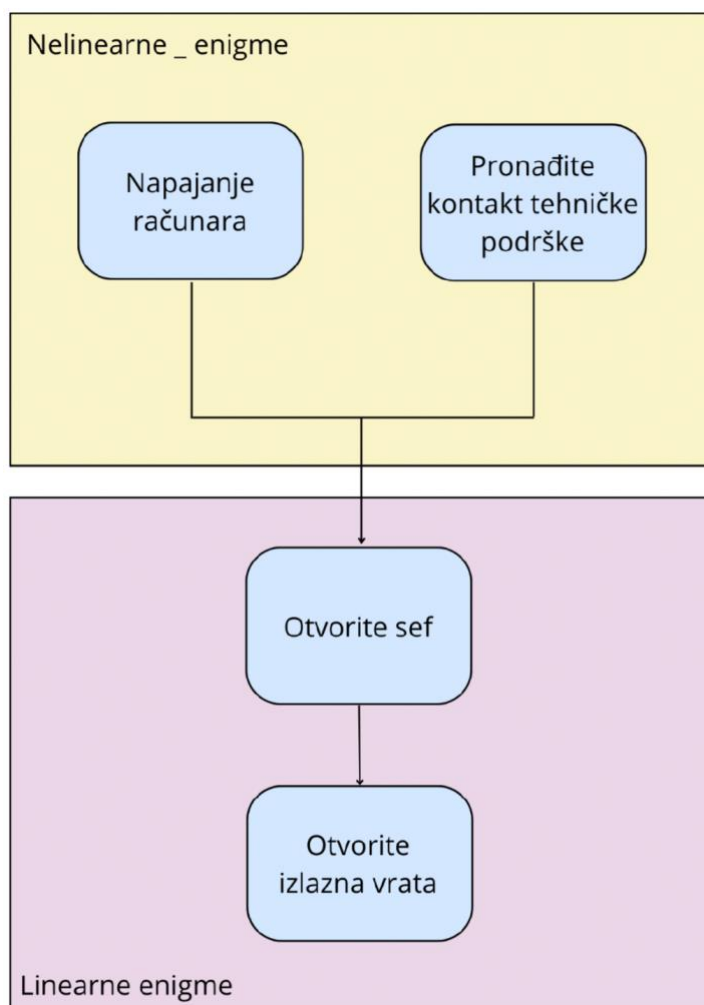 Nelinearne _ enigme
Napajanje
računara
Pronađite
kontakt tehničke
podrške
Otvorite sef
Otvorite
izlazna vrata
Linearne enigme